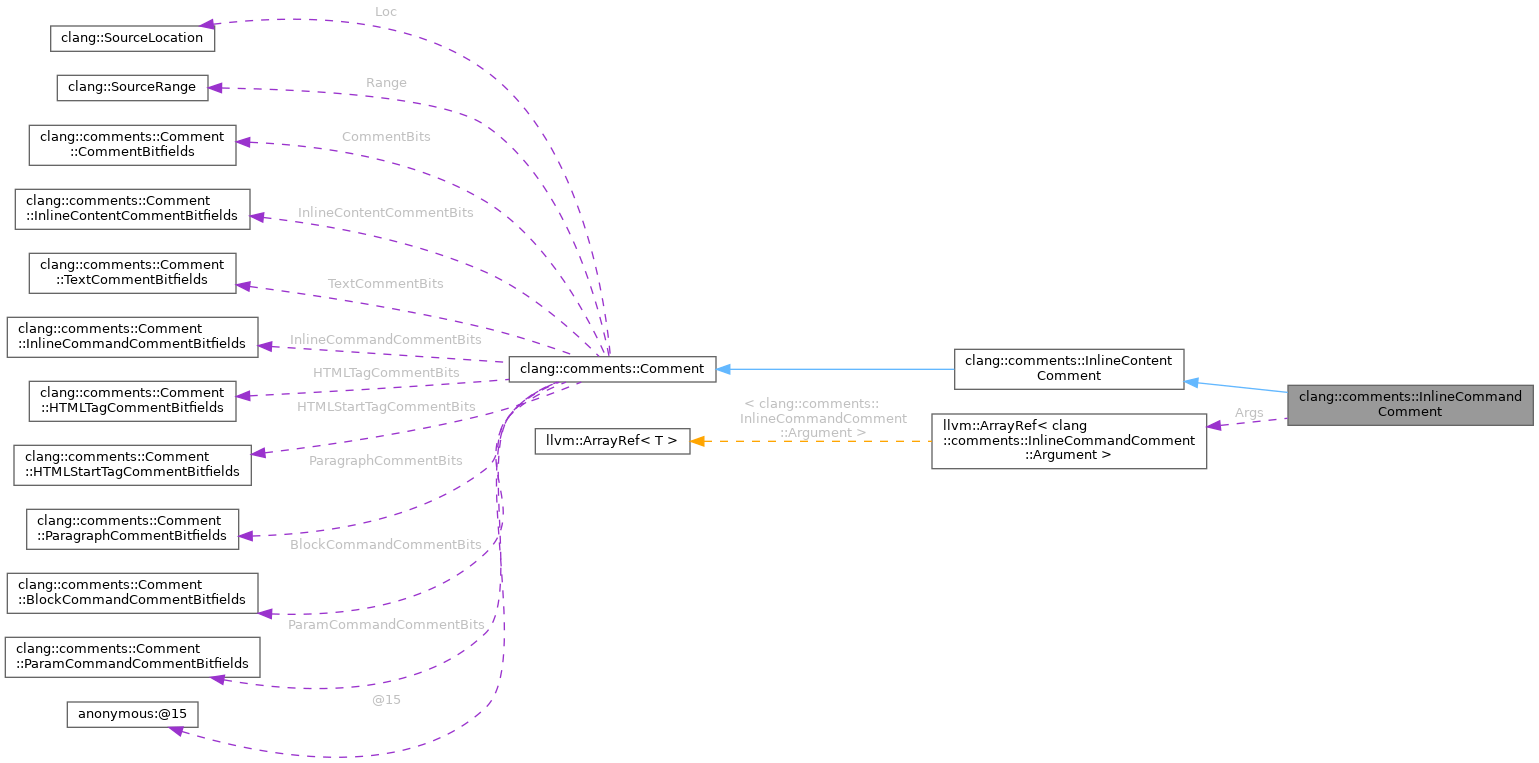 Loc
clang::SourceLocation
Range
clang::SourceRange
CommentBits
clang::comments::Comment
::CommentBitfields
InlineContentCommentBits
clang::comments::Comment
::InlineContentCommentBitfields
TextCommentBits
clang::comments::Comment
::TextCommentBitfields
InlineCommandCommentBits
clang::comments::Comment
::InlineCommandCommentBitfields
HTMLTagCommentBits
clang::comments::Comment
::HTMLTagCommentBitfields
HTMLStartTagCommentBits
clang::comments::Comment
::HTMLStartTagCommentBitfields
ParagraphCommentBits
clang::comments::Comment
::ParagraphCommentBitfields
BlockCommandCommentBits
clang::comments::Comment
::BlockCommandCommentBitfields
ParamCommandCommentBits
clang::comments::Comment
::ParamCommandCommentBitfields
@15
anonymous:@15
clang::comments::Comment
llvm::ArrayRef< T >
< clang::comments::
InlineCommandComment
::Argument >
clang::comments::InlineContent
Comment
llvm::ArrayRef< clang
::comments::InlineCommandComment
::Argument >
Args
clang::comments::InlineCommand
Comment